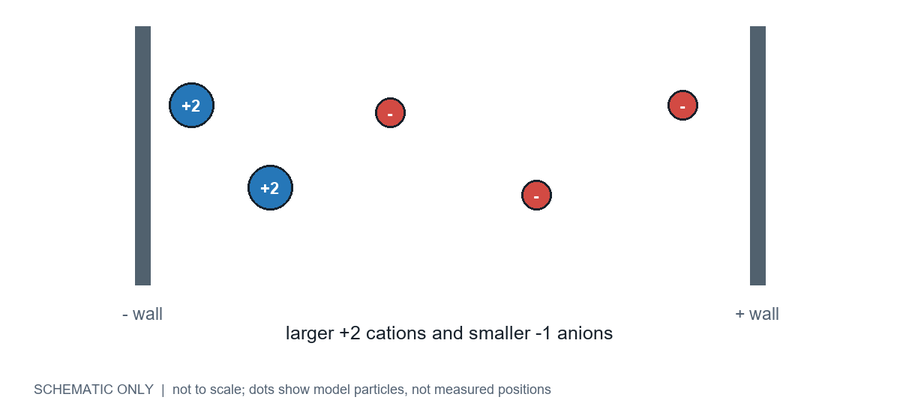 +2
-
-
+2
-
- wall
+ wall
larger +2 cations and smaller -1 anions
SCHEMATIC ONLY | not to scale; dots show model particles, not measured positions